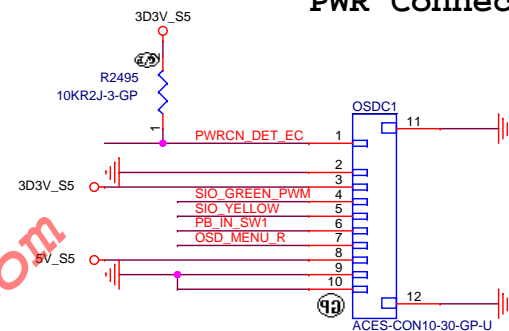 PWR Connec
3D3V_S5
R2495
10KR2J-3-GP
1
OSDC1
PWRCN_DET_EC 1
11
2
3D3V_S5 3
SIO_GREEN_PWM 4
SIO_YELLOW 5
PB_IN_SW1 6
OSD_MENU_R 7
5V_S5 8
9
10
12
GP
ACES-CON10-30-GP-U
om